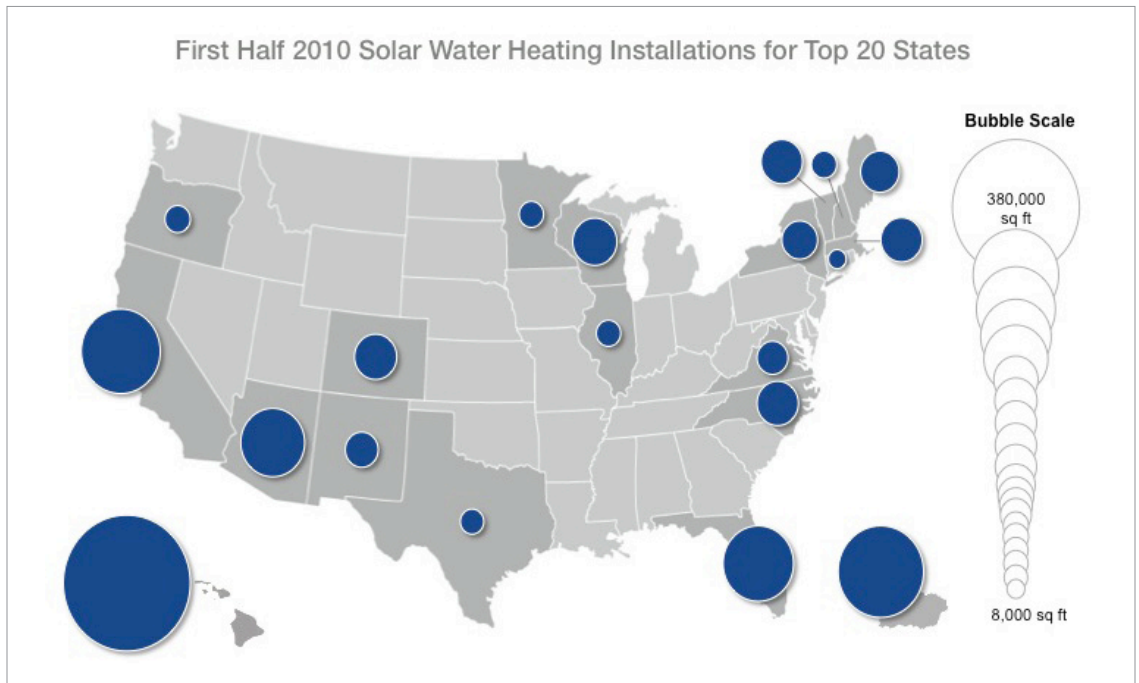 First Half 2010 Solar Water Heating Installations for Top 20 States
Bubble Scale
380,000
sq ft
8,000 sq ft